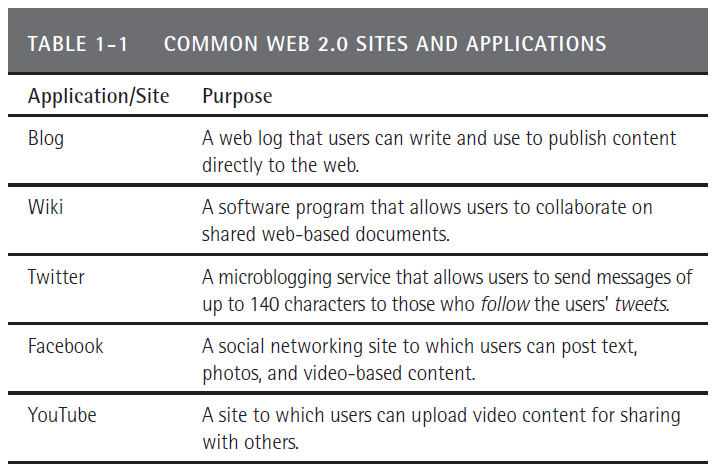 TABLE 1-1 COMMON WEB 2.0 SITES AND APPLICATIONS
Application/Site Purpose
Blog A web log that users can write and use to publish content
directly to the web.
Wiki A software program that allows users to collaborate on
shared web-based documents.
Twitter A microblogging service that allows users to send messages of
up to 140 characters to those who follow the users’ tweets.
Facebook A social networking site to which users can post text,
photos, and video-based content.
YouTube A site to which users can upload video content for sharing
with others.